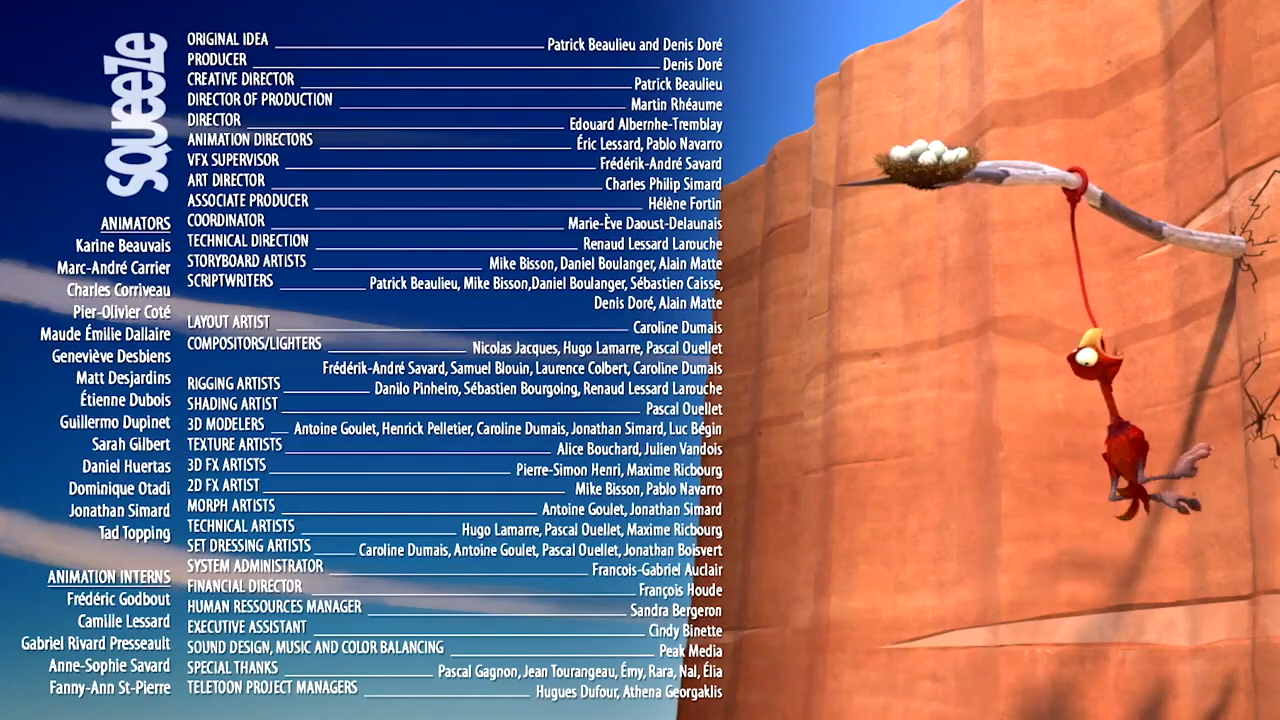 squeeze
ANIMATORS
Karine Beauvais
Marc-André Carrier
Charles Corriveau
Pier-Olivier Coté
Maude Émilie Dallaire
Geneviève Desbiens
Matt Desjardins
Étienne Dubois
Guillermo Dupinet
Sarah Gilbert
Daniel Huertas
Dominique Otadi
Jonathan Simard
Tad Topping
ANIMATION INTERNS
Frédéric Godbout
Camille Lessard
Gabriel Rivard Presseault
Anne-Sophie Savard
Fanny-Ann St-Pierre
ORIGINAL IDEA Patrick Beaulieu and Denis Doré
PRODUCER Denis Doré
CREATIVE DIRECTOR Patrick Beaulieu
DIRECTOR OF PRODUCTION Martin Rhéaume
DIRECTOR Edouard Albernhe-Tremblay
ANIMATION DIRECTORS Éric Lessard, Pablo Navarro
VFX SUPERVISOR Frédérik-André Savard
ART DIRECTOR Charles Philip Simard
ASSOCIATE PRODUCER Hélène Fortin
COORDINATOR Marie-Ève Daoust-Delaunais
TECHNICAL DIRECTION Renaud Lessard Larouche
STORYBOARD ARTISTS Mike Bisson, Daniel Boulanger, Alain Matte
SCRIPTWRITERS Patrick Beaulieu, Mike Bisson,Daniel Boulanger, Sébastien Caisse,
Denis Doré, Alain Matte
LAYOUT ARTIST Caroline Dumais
COMPOSITORS/LIGHTERS Nicolas Jacques, Hugo Lamarre, Pascal Ouellet
Frédérik-André Savard, Samuel Blouin, Laurence Colbert, Caroline Dumais
RIGGING ARTISTS Danilo Pinheiro, Sébastien Bourgoing, Renaud Lessard Larouche
SHADING ARTIST Pascal Ouellet
3D MODELERS Antoine Goulet, Henrick Pelletier, Caroline Dumais, Jonathan Simard, Luc Bégin
TEXTURE ARTISTS Alice Bouchard, Julien Vandois
3D FX ARTISTS Pierre-Simon Henri, Maxime Ricbourg
2D FX ARTIST Mike Bisson, Pablo Navarro
MORPH ARTISTS Antoine Goulet, Jonathan Simard
TECHNICAL ARTISTS Hugo Lamarre, Pascal Ouellet, Maxime Ricbourg
SET DRESSING ARTISTS Caroline Dumais, Antoine Goulet, Pascal Ouellet, Jonathan Boisvert
SYSTEM ADMINISTRATOR Francois-Gabriel Auclair
FINANCIAL DIRECTOR François Houde
HUMAN RESSOURCES MANAGER Sandra Bergeron
EXECUTIVE ASSISTANT Cindy Binette
SOUND DESIGN, MUSIC AND COLOR BALANCING Peak Media
SPECIAL THANKS Pascal Gagnon, Jean Tourangeau, Émy, Rara, Nal, Élia
TELETOON PROJECT MANAGERS Hugues Dufour, Athena Georgaklis